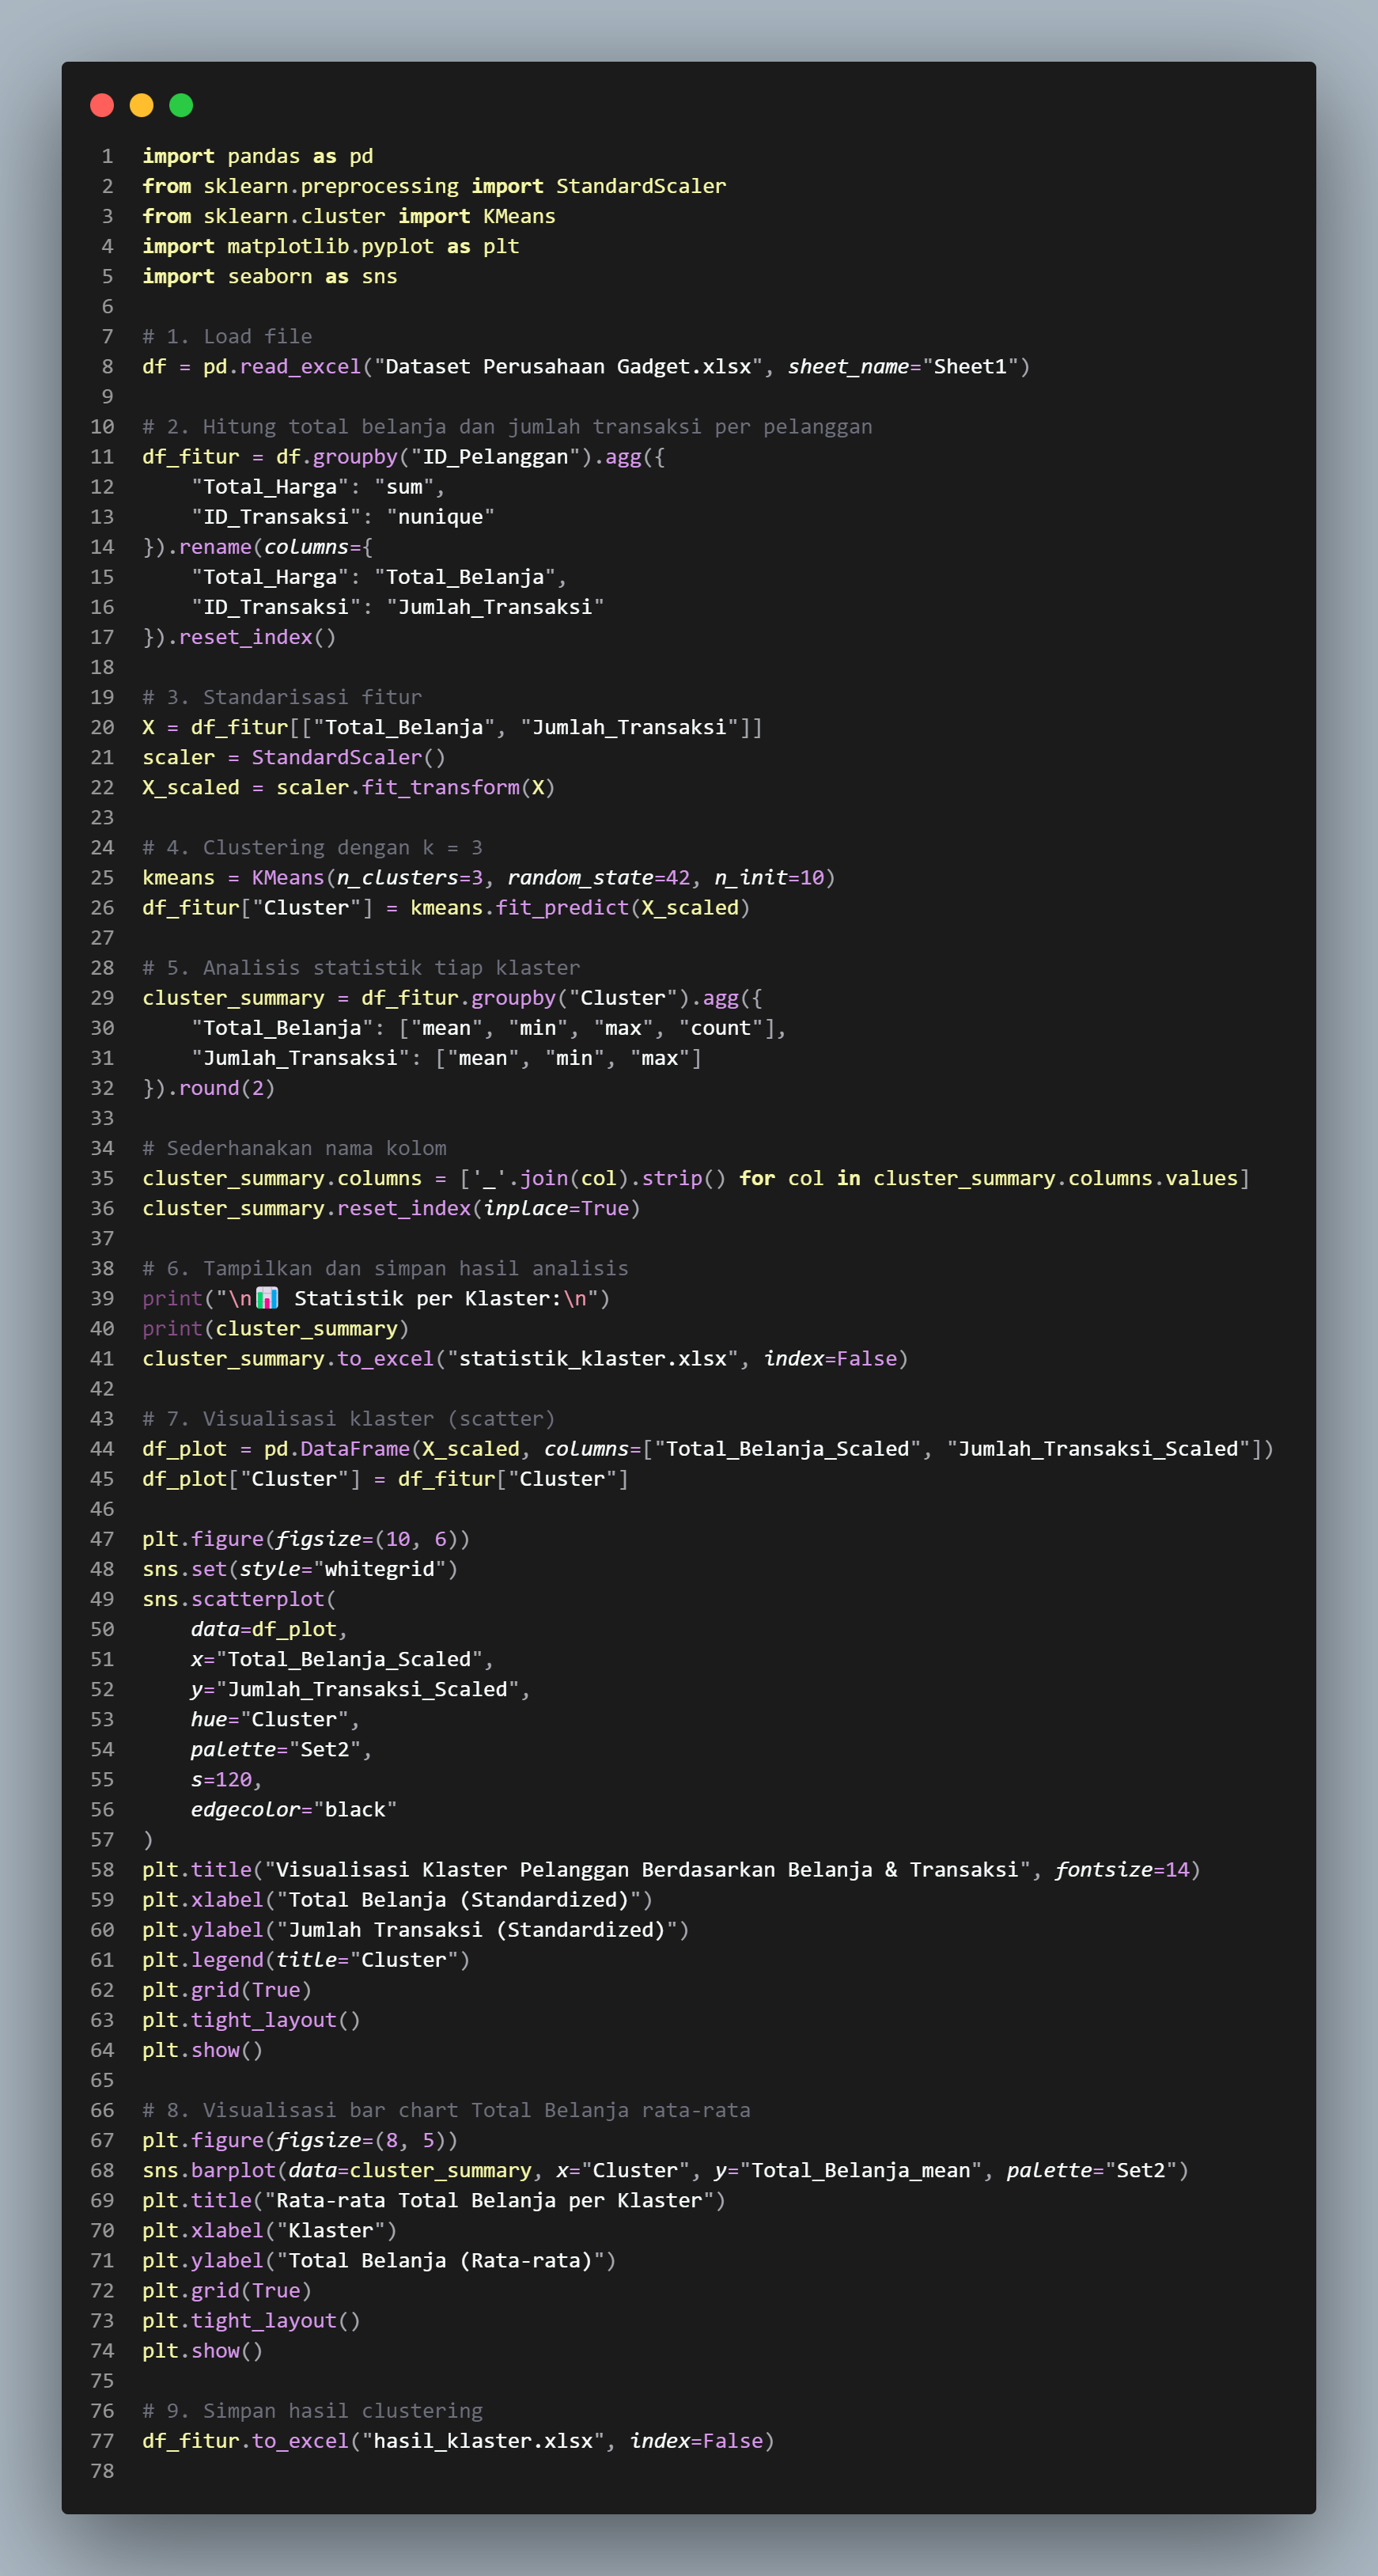 1 import pandas as pd
2 from sklearn.preprocessing import StandardScaler
3 from sklearn.cluster import KMeans
4 import matplotlib.pyplot as plt
5 import seaborn as sns
6
7 # 1. Load file
8 df = pd.read_excel("Dataset Perusahaan Gadget.xlsx", sheet_name="Sheet1")
9
10 # 2. Hitung total belanja dan jumlah transaksi per pelanggan
11 df_fitur = df.groupby("ID_Pelanggan").agg({
12     "Total_Harga": "sum",
13     "ID_Transaksi": "nunique"
14 }).rename(columns={
15     "Total_Harga": "Total_Belanja",
16     "ID_Transaksi": "Jumlah_Transaksi"
17 }).reset_index()
18
19 # 3. Standarisasi fitur
20 X = df_fitur[["Total_Belanja", "Jumlah_Transaksi"]]
21 scaler = StandardScaler()
22 X_scaled = scaler.fit_transform(X)
23
24 # 4. Clustering dengan k = 3
25 kmeans = KMeans(n_clusters=3, random_state=42, n_init=10)
26 df_fitur["Cluster"] = kmeans.fit_predict(X_scaled)
27
28 # 5. Analisis statistik tiap klaster
29 cluster_summary = df_fitur.groupby("Cluster").agg({
30     "Total_Belanja": ["mean", "min", "max", "count"],
31     "Jumlah_Transaksi": ["mean", "min", "max"]
32 }).round(2)
33
34 # Sederhanakan nama kolom
35 cluster_summary.columns = ['_'.join(col).strip() for col in cluster_summary.columns.values]
36 cluster_summary.reset_index(inplace=True)
37
38 # 6. Tampilkan dan simpan hasil analisis
39 print("\n📊 Statistik per Klaster:\n")
40 print(cluster_summary)
41 cluster_summary.to_excel("statistik_klaster.xlsx", index=False)
42
43 # 7. Visualisasi klaster (scatter)
44 df_plot = pd.DataFrame(X_scaled, columns=["Total_Belanja_Scaled", "Jumlah_Transaksi_Scaled"])
45 df_plot["Cluster"] = df_fitur["Cluster"]
46
47 plt.figure(figsize=(10, 6))
48 sns.set(style="whitegrid")
49 sns.scatterplot(
50     data=df_plot,
51     x="Total_Belanja_Scaled",
52     y="Jumlah_Transaksi_Scaled",
53     hue="Cluster",
54     palette="Set2",
55     s=120,
56     edgecolor="black"
57 )
58 plt.title("Visualisasi Klaster Pelanggan Berdasarkan Belanja & Transaksi", fontsize=14)
59 plt.xlabel("Total Belanja (Standardized)")
60 plt.ylabel("Jumlah Transaksi (Standardized)")
61 plt.legend(title="Cluster")
62 plt.grid(True)
63 plt.tight_layout()
64 plt.show()
65
66 # 8. Visualisasi bar chart Total Belanja rata-rata
67 plt.figure(figsize=(8, 5))
68 sns.barplot(data=cluster_summary, x="Cluster", y="Total_Belanja_mean", palette="Set2")
69 plt.title("Rata-rata Total Belanja per Klaster")
70 plt.xlabel("Klaster")
71 plt.ylabel("Total Belanja (Rata-rata)")
72 plt.grid(True)
73 plt.tight_layout()
74 plt.show()
75
76 # 9. Simpan hasil clustering
77 df_fitur.to_excel("hasil_klaster.xlsx", index=False)
78